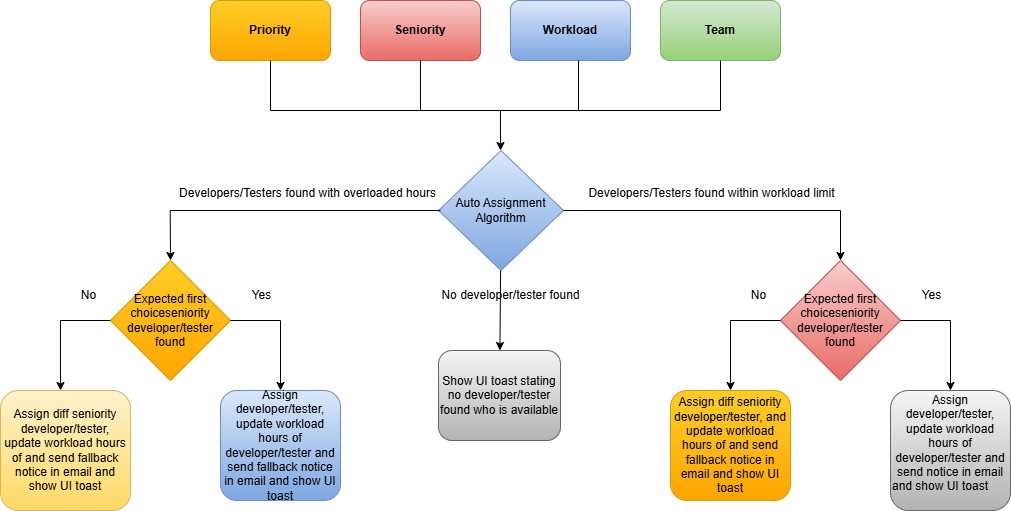 Priority
Seniority
Workload
Team
Developers/Testers found with overloaded hours
Auto Assignment
Algorithm
Developers/Testers found within workload limit
No
Expected first
choiceseniority
developer/tester
found
Yes
No developer/tester found
No
Expected first
choiceseniority
developer/tester
found
Yes
Assign diff seniority
developer/tester,
update workload hours
of and send fallback
notice in email and
show UI toast
Assign
developer/tester,
update workload
hours of
developer/tester and
send fallback notice
in email and show UI
toast
Show UI toast stating
no developer/tester
found who is available
Assign diff seniority
developer/tester, and
update workload
hours of and send
fallback notice in
email and show UI
toast
Assign
developer/tester,
update workload
hours of
developer/tester and
send notice in email
and show UI toast